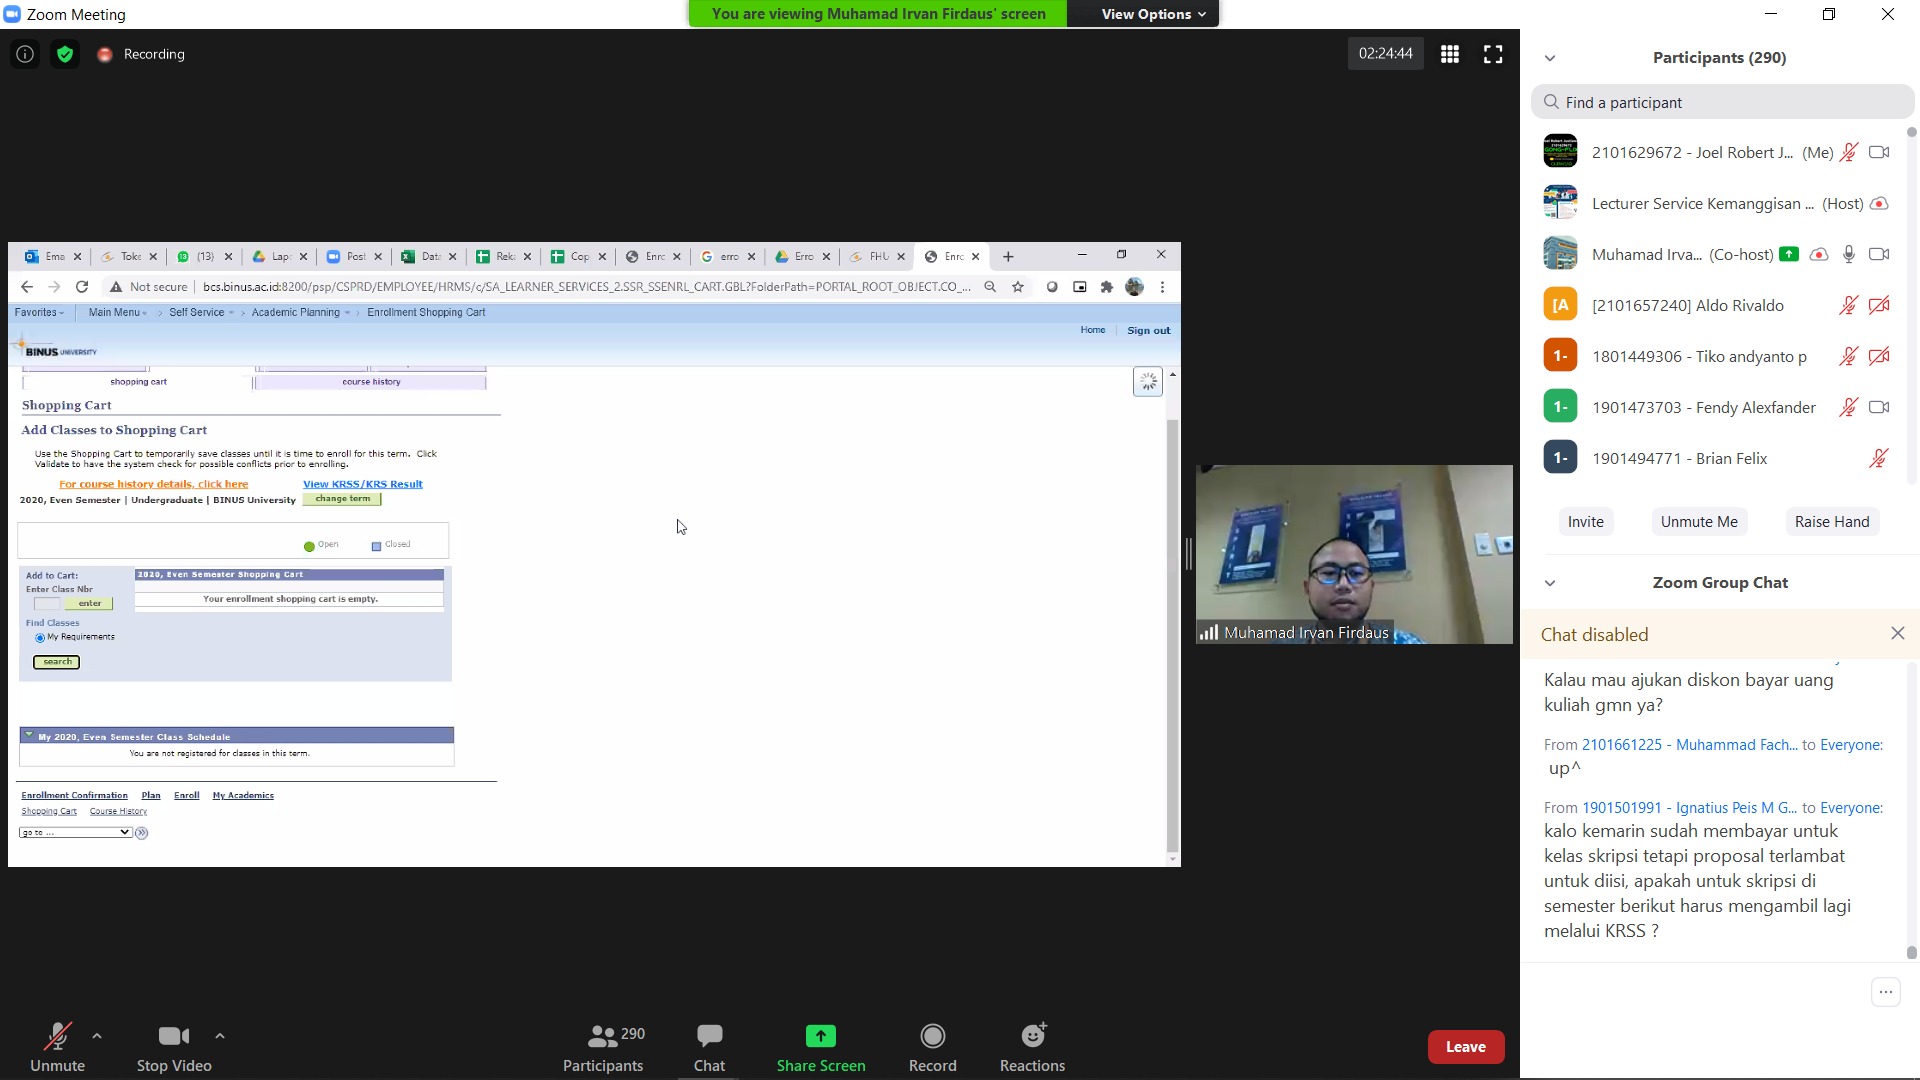 Zoom Meeting
You are viewing Muhamad Irvan Firdaus' screen
View Options
Recording
02:24:44
Ema
Toke
(13)
Lap
Post
Data
Reka
Cop
Enrc
erro
Erro
FHU
Enrc
Not secure
bcs.binus.ac.id:8200/psp/CSPRD/EMPLOYEE/HRMS/c/SA_LEARNER_SERVICES_2.SSR_SSENRL_CART.GBL?FolderPath=PORTAL_ROOT_OBJECT.CO_...
Favorites
Main Menu
Self Service
Academic Planning
Enrollment Shopping Cart
Home
Sign out
BINUS UNIVERSITY
shopping cart
course history
Shopping Cart
Add Classes to Shopping Cart
Use the Shopping Cart to temporarily save classes until it is time to enroll for this term. Click
Validate to have the system check for possible conflicts prior to enrolling.
For course history details, click here
View KRSS/KRS Result
2020, Even Semester | Undergraduate | BINUS University
change term
Open
Closed
Add to Cart:
Enter Class Nbr
enter
Find Classes
My Requirements
search
2020, Even Semester Shopping Cart
Your enrollment shopping cart is empty.
My 2020, Even Semester Class Schedule
You are not registered for classes in this term.
Enrollment Confirmation Plan Enroll My Academics
Shopping Cart Course History
go to ...
Muhamad Irvan Firdaus
Participants (290)
Find a participant
2101629672 - Joel Robert J... (Me)
Lecturer Service Kemanggisan ... (Host)
Muhamad Irva... (Co-host)
[A
[2101657240] Aldo Rivaldo
1-
1801449306 - Tiko andyanto p
1-
1901473703 - Fendy Alexfander
1-
1901494771 - Brian Felix
Invite
Unmute Me
Raise Hand
Zoom Group Chat
Chat disabled
Kalau mau ajukan diskon bayar uang
kuliah gmn ya?
From 2101661225 - Muhammad Fach... to Everyone:
up^
From 1901501991 - Ignatius Peis M G... to Everyone:
kalo kemarin sudah membayar untuk
kelas skripsi tetapi proposal terlambat
untuk diisi, apakah untuk skripsi di
semester berikut harus mengambil lagi
melalui KRSS ?
Unmute
Stop Video
290
Participants
Chat
Share Screen
Record
Reactions
Leave